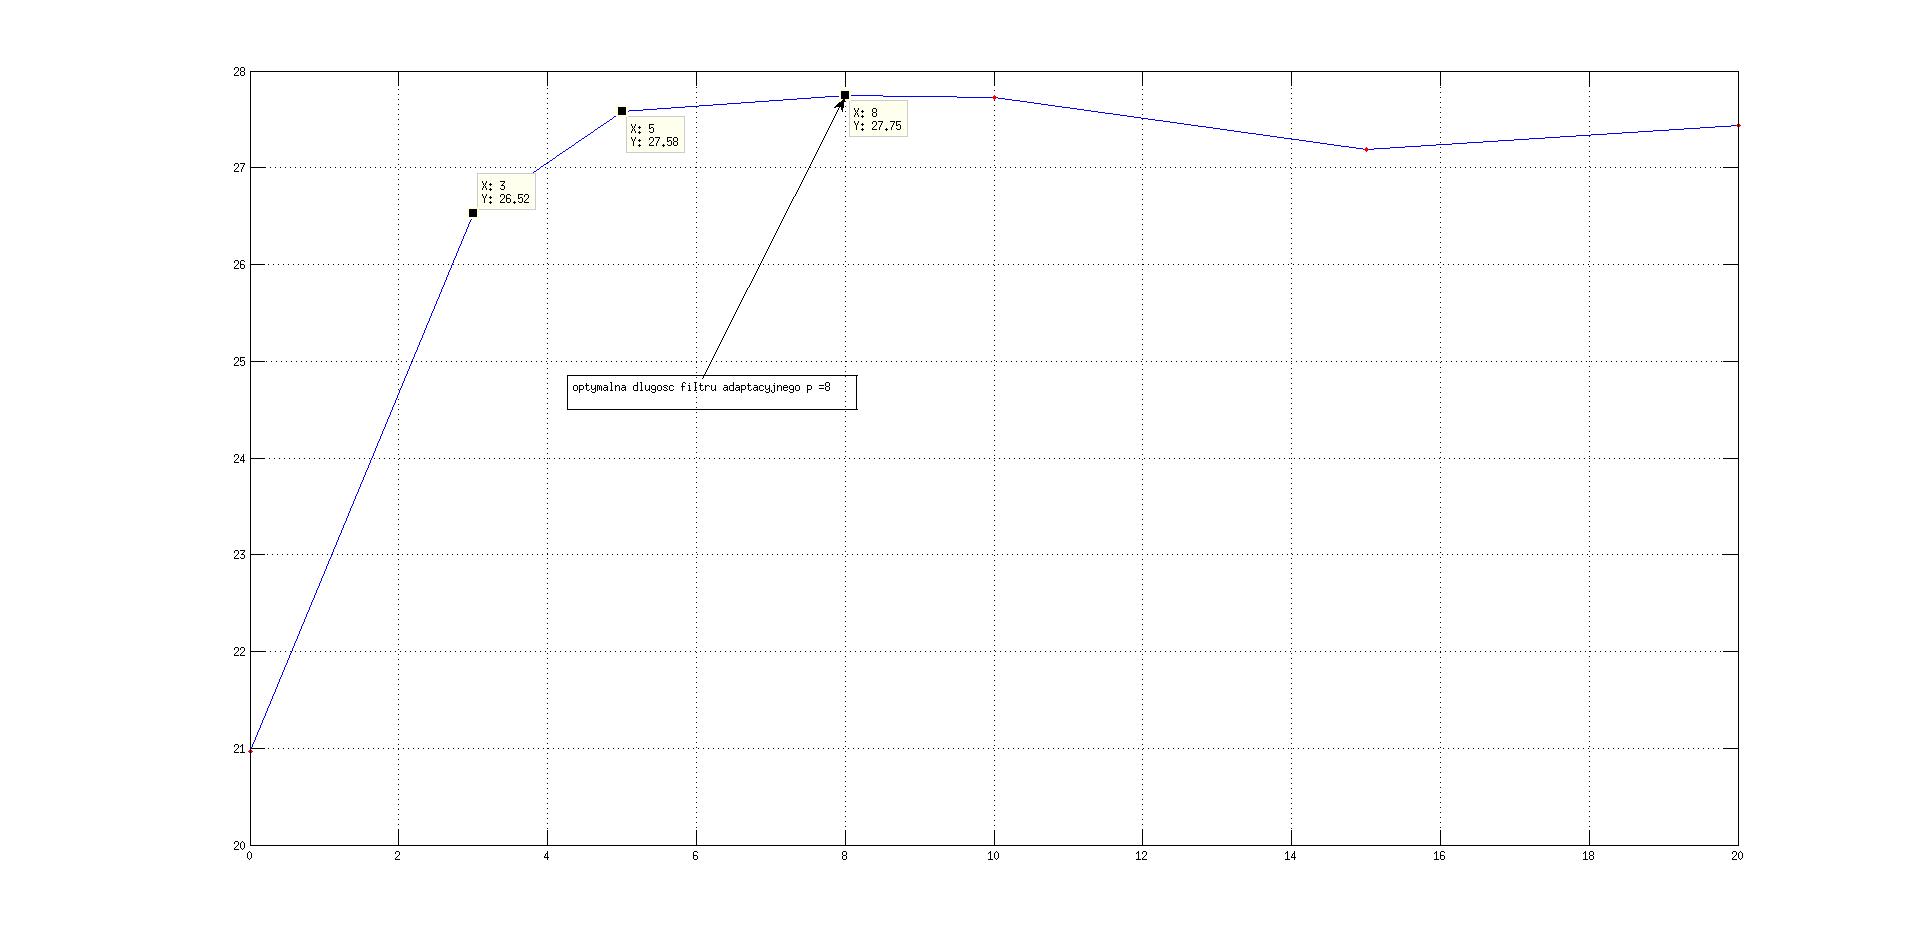 28
27
26
25
24
23
22
21
20
0 2 4 6 8 10 12 14 16 18 20
X: 3
Y: 26.52
X: 5
Y: 27.58
X: 8
Y: 27.75
optymalna dlugosc filtru adaptacyjnego p =8